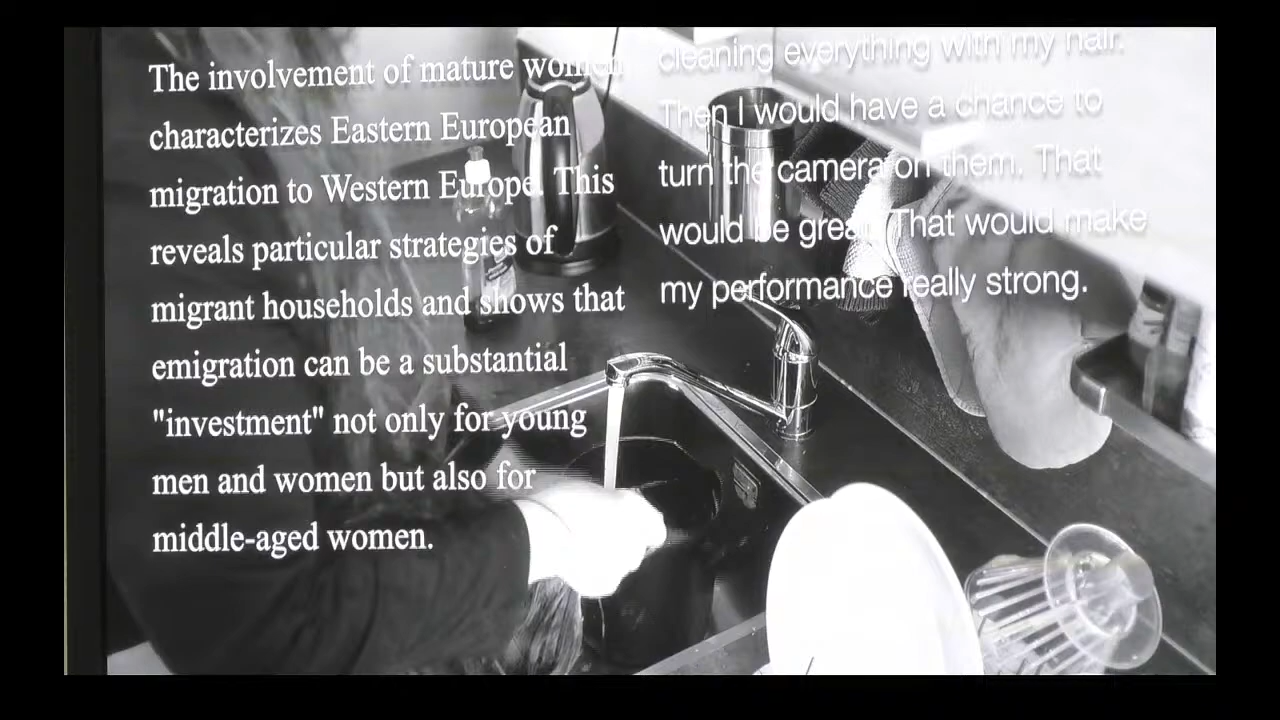 The involvement of mature women
characterizes Eastern European
migration to Western Europe. This
reveals particular strategies of
migrant households and shows that
emigration can be a substantial
"investment" not only for young
men and women but also for
middle-aged women.
cleaning everything with my hair.
Then I would have a chance to
turn the camera on them. That
would be great. That would make
my performance really strong.